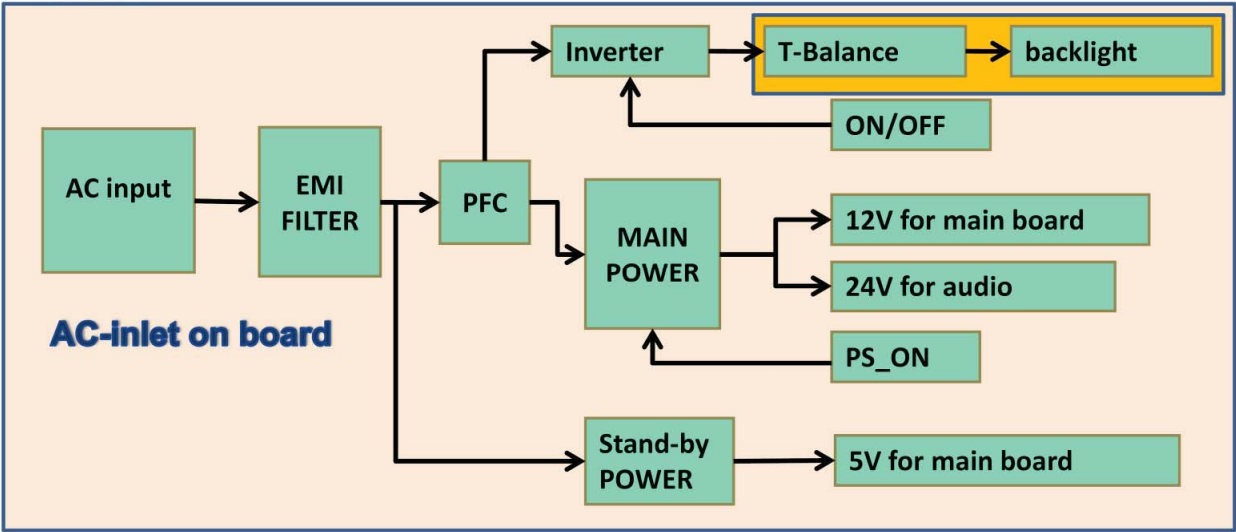 Inverter
T-Balance
backlight
ON/OFF
AC input
EMI
FILTER
PFC
MAIN
POWER
12V for main board
24V for audio
AC-inlet on board
PS_ON
Stand-by
POWER
5V for main board